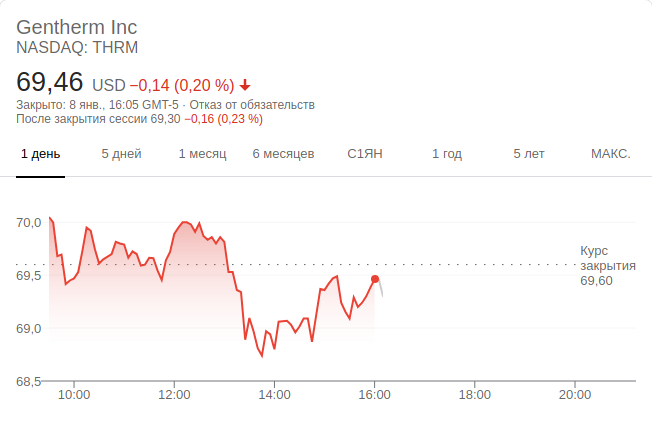 Gentherm Inc
NASDAQ: THRM
69,46 USD −0,14 (0,20 %)
Закрыто: 8 янв., 16:05 GMT-5 · Отказ от обязательств
После закрытия сессии 69,30 −0,16 (0,23 %)
1 день 5 дней 1 месяц 6 месяцев С1ЯН 1 год 5 лет МАКС.
70,0
69,5
69,0
68,5
Курс
закрытия
69,60
10:00 12:00 14:00 16:00 18:00 20:00